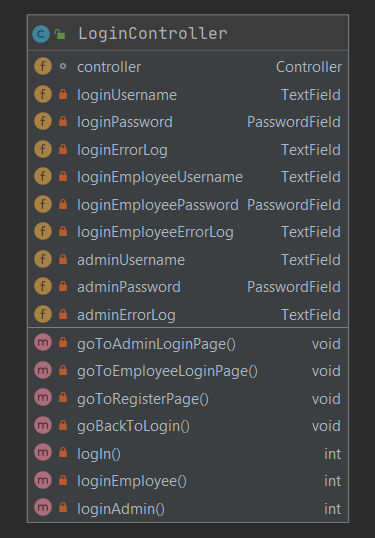 LoginController
controller Controller
loginUsername TextField
loginPassword PasswordField
loginErrorLog TextField
loginEmployeeUsername TextField
loginEmployeePassword PasswordField
loginEmployeeErrorLog TextField
adminUsername TextField
adminPassword PasswordField
adminErrorLog TextField
goToAdminLoginPage() void
goToEmployeeLoginPage() void
goToRegisterPage() void
goBackToLogin() void
logIn() int
loginEmployee() int
loginAdmin() int